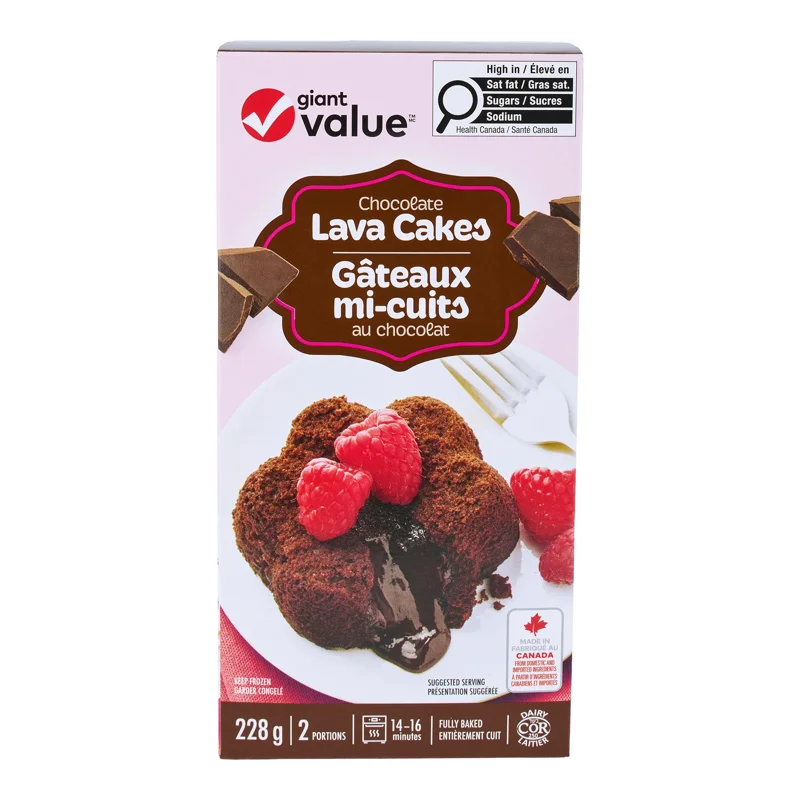 giant
value™
MC
High in / Élevé en
Sat fat / Gras sat.
Sugars / Sucres
Sodium
Health Canada / Santé Canada
Chocolate
Lava Cakes
Gâteaux
mi-cuits
au chocolat
MADE IN
FABRIQUÉ AU
CANADA
FROM DOMESTIC AND
IMPORTED INGREDIENTS
À PARTIR D'INGRÉDIENTS
CANADIENS ET IMPORTÉS
KEEP FROZEN
GARDER CONGELÉ
SUGGESTED SERVING
PRÉSENTATION SUGGÉRÉE
228 g
2 PORTIONS
14-16
minutes
FULLY BAKED
ENTIÈREMENT CUIT
DAIRY
COR
LAITIER